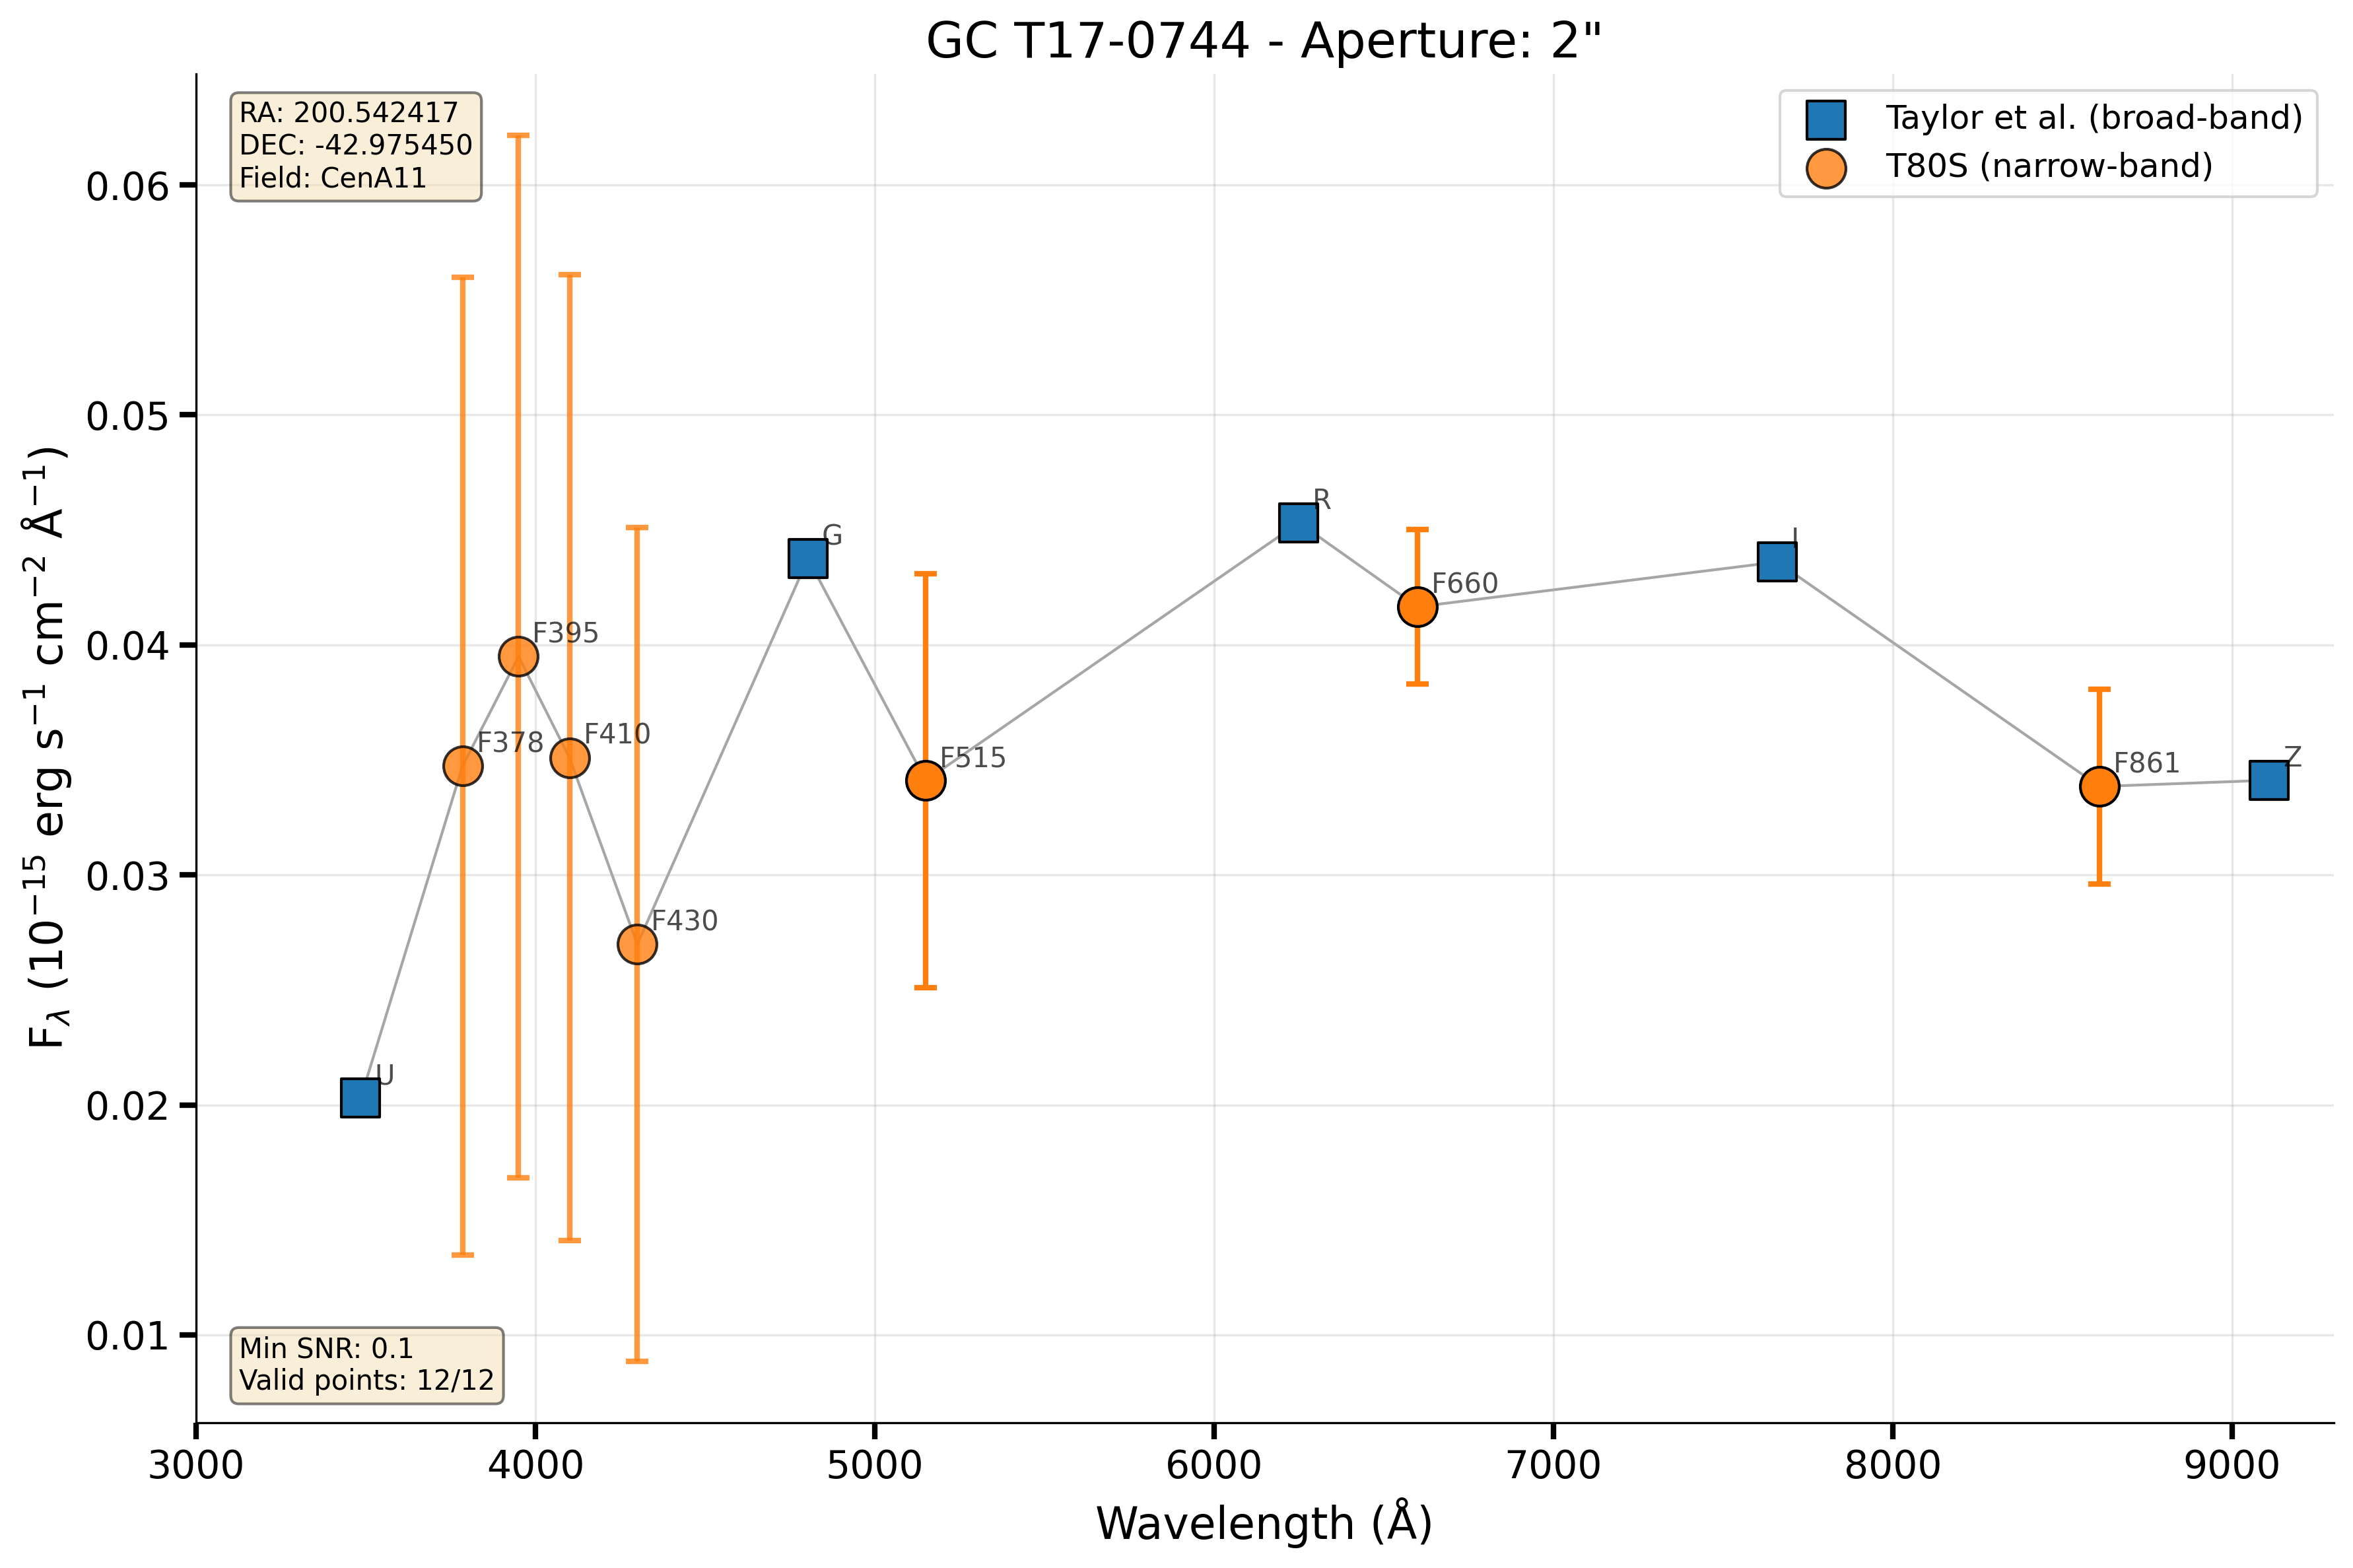 GC T17-0744 - Aperture: 2"
RA: 200.542417
DEC: -42.975450
Field: CenA11
Taylor et al. (broad-band)
T80S (narrow-band)
0.06
0.05
0.04
0.03
0.02
0.01
F_λ (10⁻¹⁵ erg s⁻¹ cm⁻² Å⁻¹)
U
F378
F395
F410
F430
G
F515
R
F660
I
F861
Z
Min SNR: 0.1
Valid points: 12/12
3000 4000 5000 6000 7000 8000 9000
Wavelength (Å)